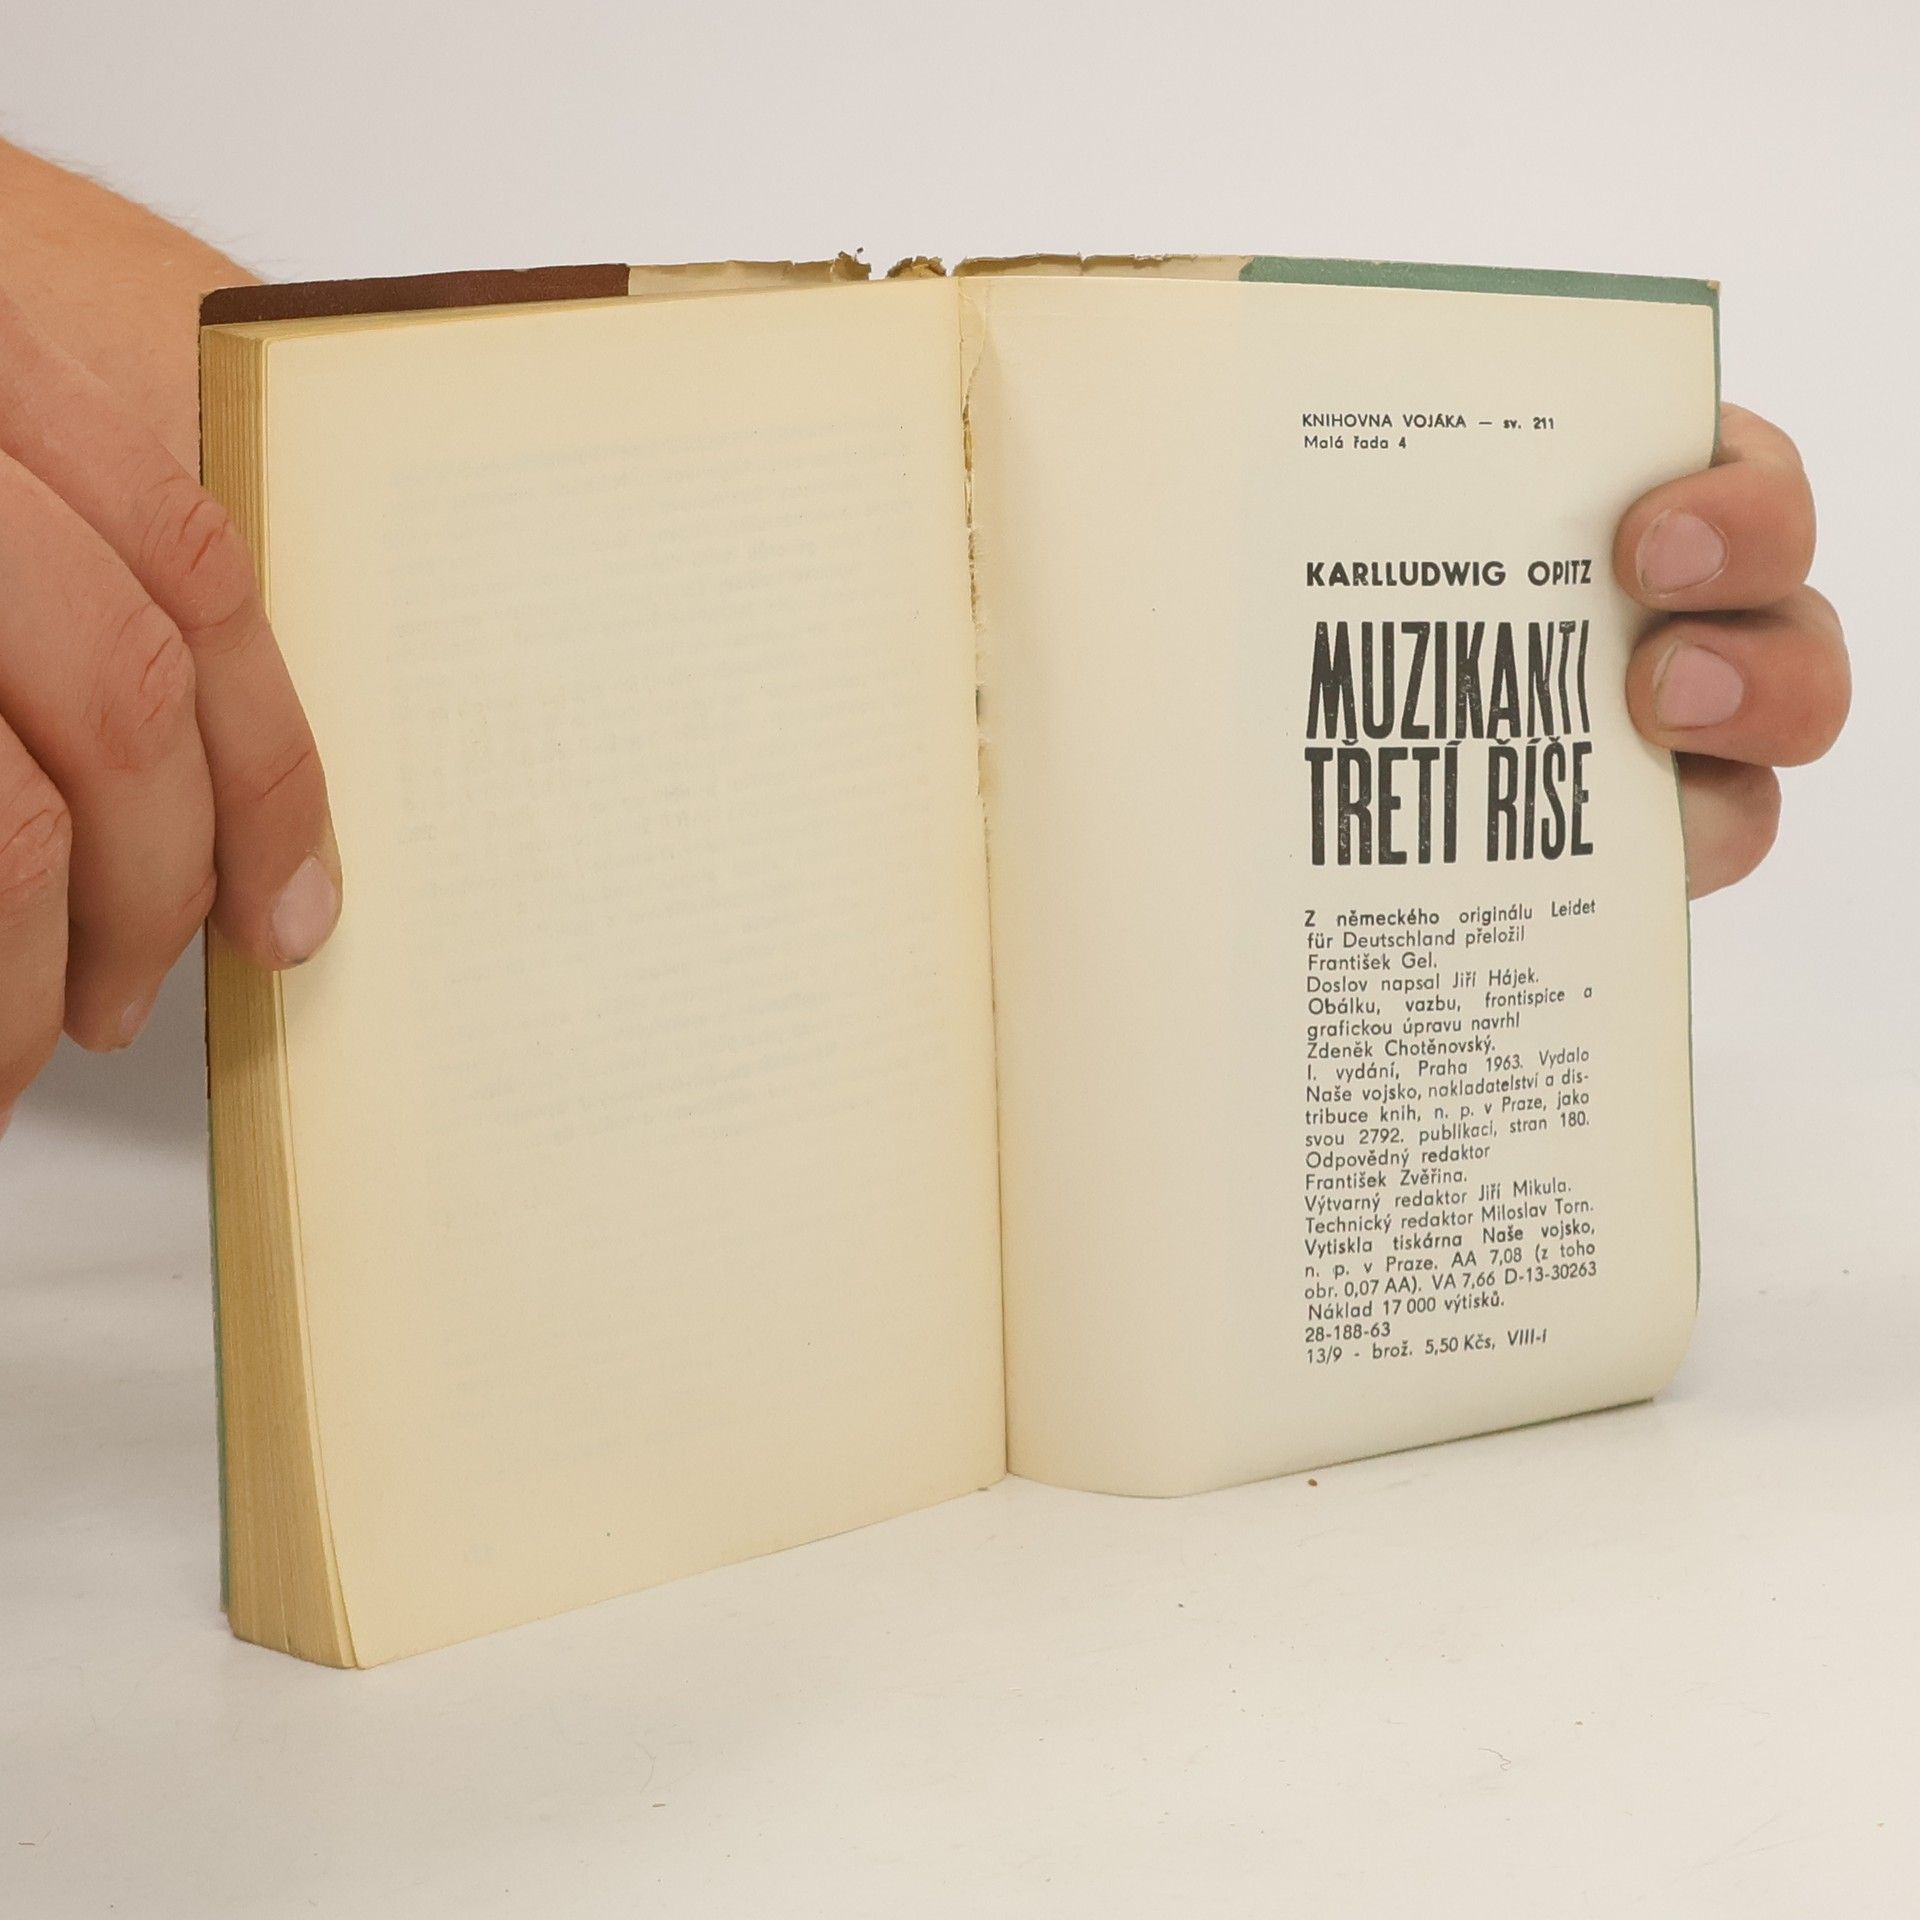 KNIHOVNA VOJÁKA — sv. 211
Malá řada 4
KARLLUDWIG OPITZ
MUZIKANTI
TŘETÍ ŘÍŠE
Z německého originálu Leidet
für Deutschland přeložil
František Gel.
Doslov napsal Jiří Hájek.
Obálku, vazbu, frontispice a
grafickou úpravu navrhl
Zdeněk Chotěnovský.
I. vydání, Praha 1963. Vydalo
Naše vojsko, nakladatelství a dis-
tribuce knih, n. p. v Praze, jako
svou 2792. publikaci, stran 180.
Odpovědný redaktor
František Zvěřina.
Výtvarný redaktor Jiří Mikula.
Technický redaktor Miloslav Torn.
Vytiskla tiskárna Naše vojsko,
n. p. v Praze. AA 7,08 (z toho
obr. 0,07 AA). VA 7,66 D-13-30263
Náklad 17 000 výtisků.
28-188-63
13/9 - brož. 5,50 Kčs, VIII-I